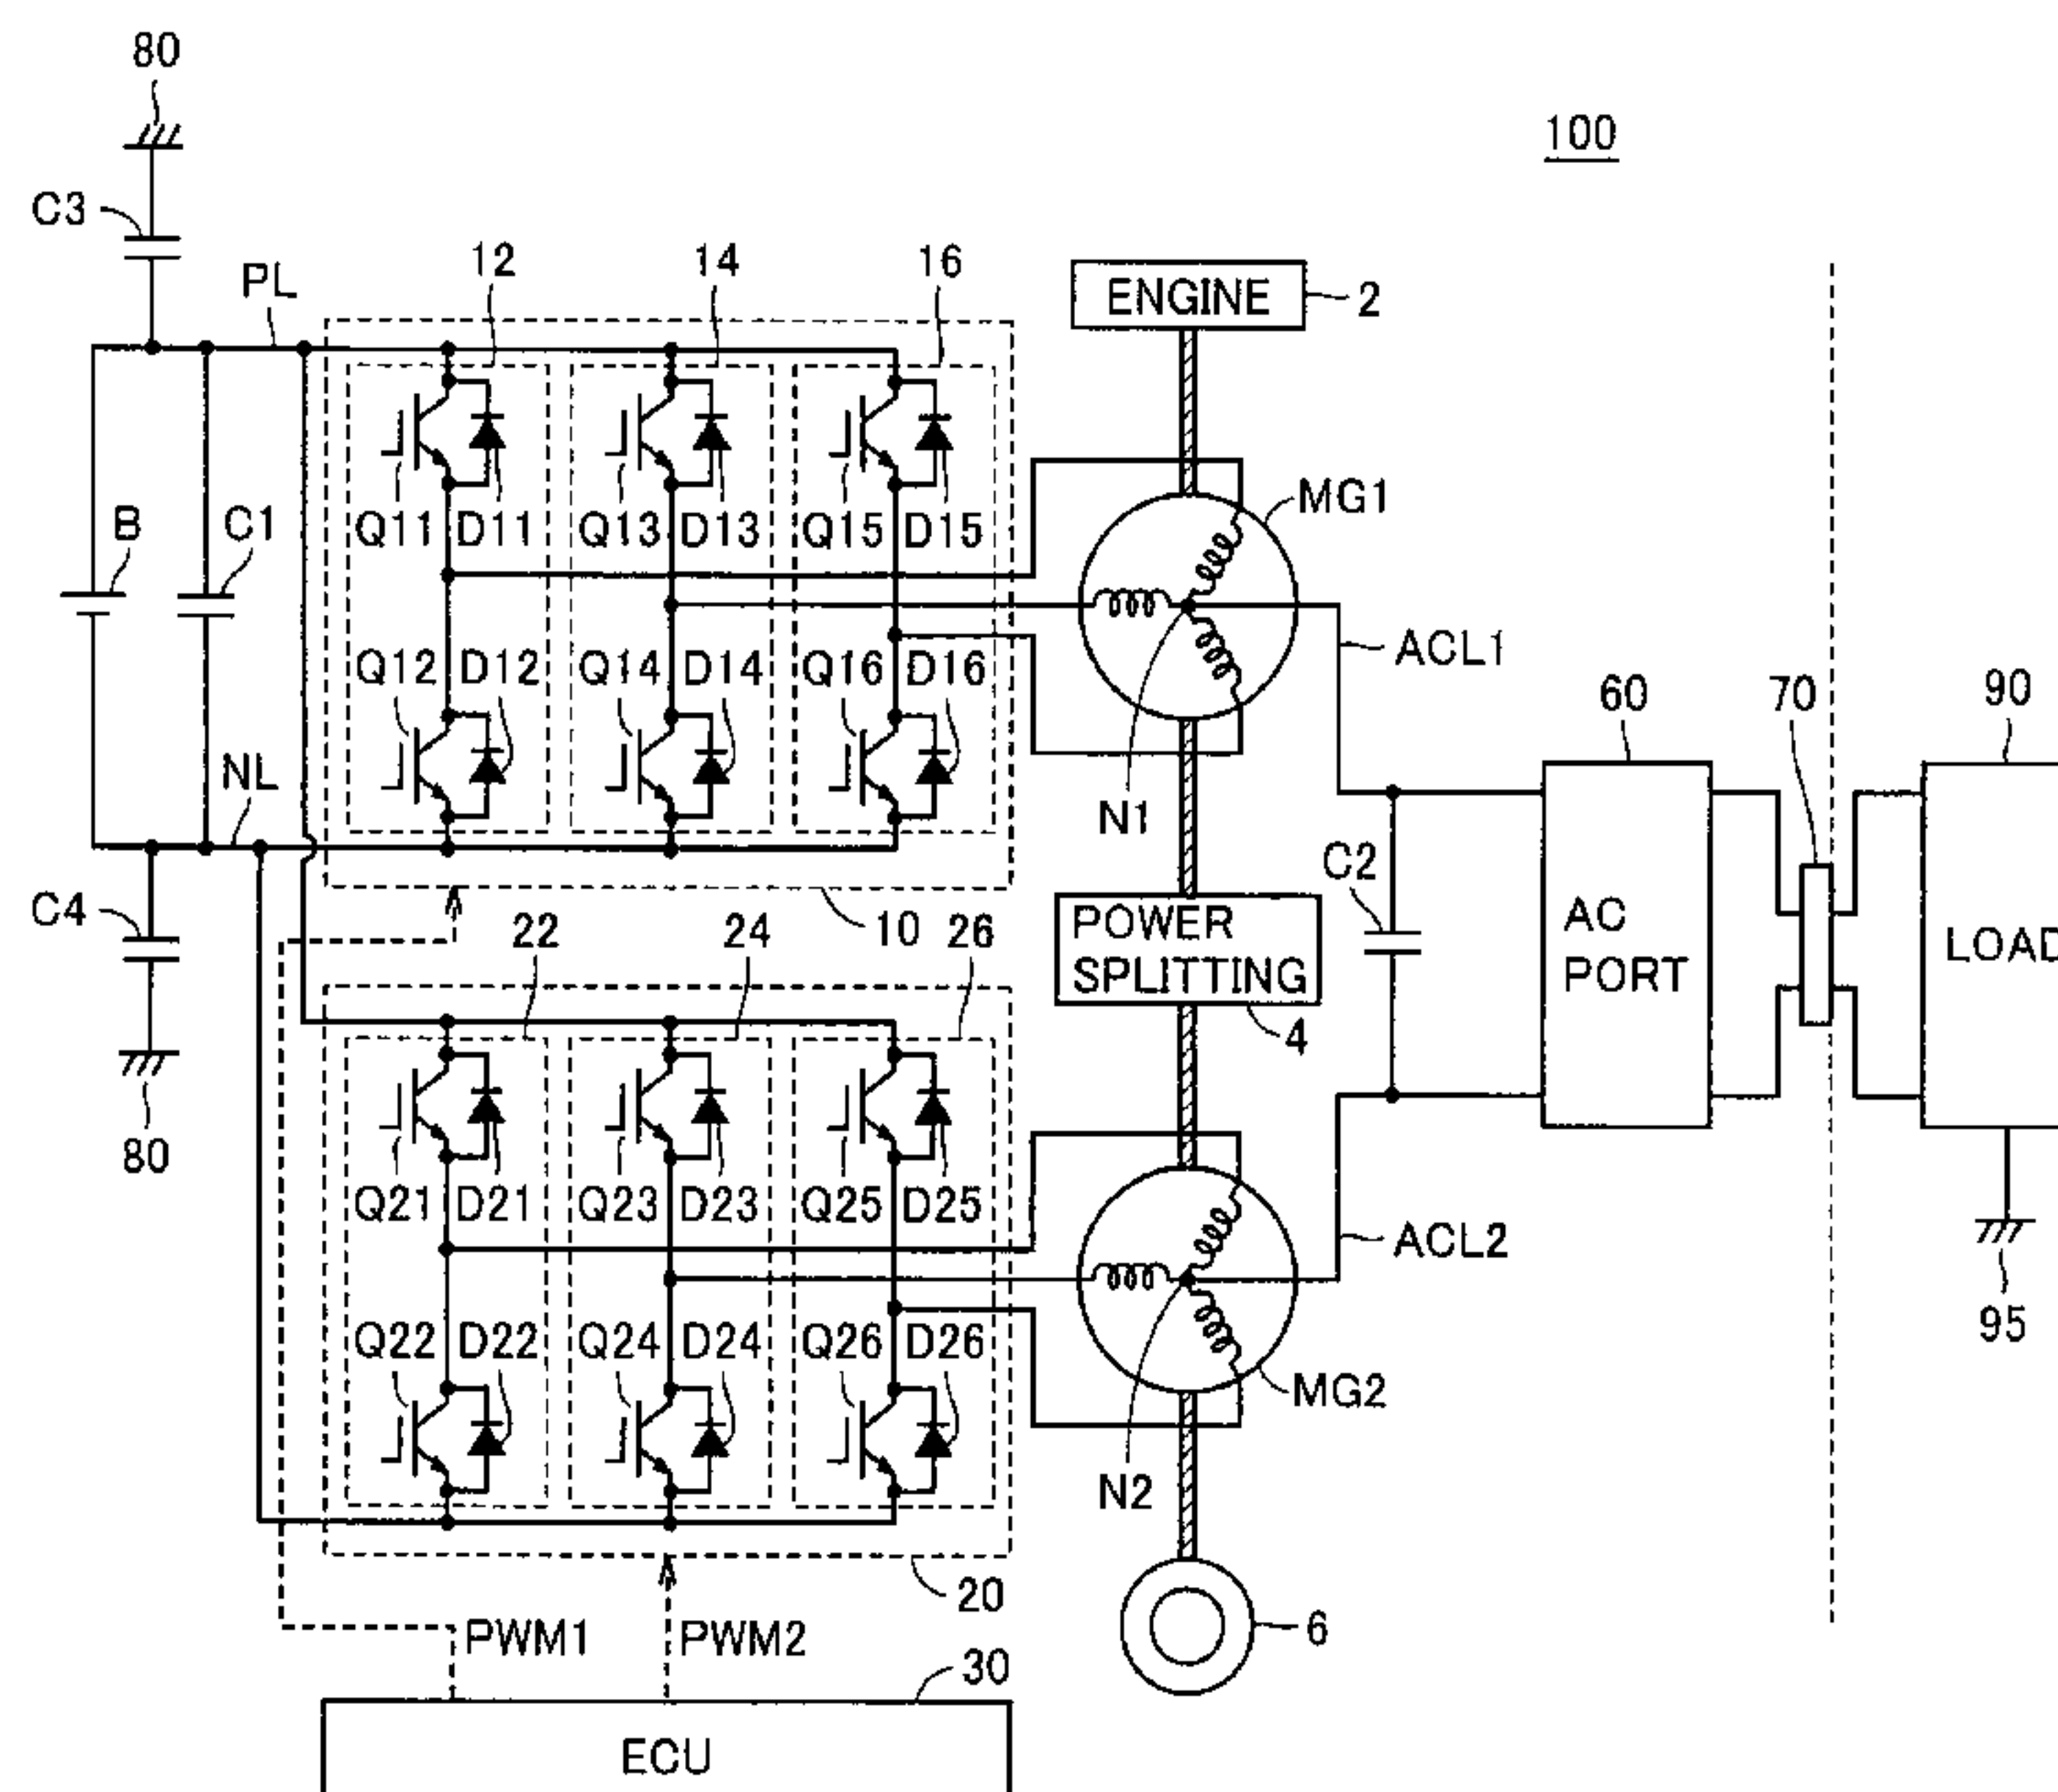 80
100
C3
12
14
16
PL
ENGINE
2
MG1
B
C1
Q11
D11
Q13
D13
Q15
D15
ACL1
Q12
D12
Q14
D14
Q16
D16
60
70
90
NL
N1
C2
C4
10
22
24
26
POWER
SPLITTING
AC
PORT
LOAD
4
80
Q21
D21
Q23
D23
Q25
D25
ACL2
95
Q22
D22
Q24
D24
Q26
D26
MG2
N2
20
6
PWM1
PWM2
30
ECU